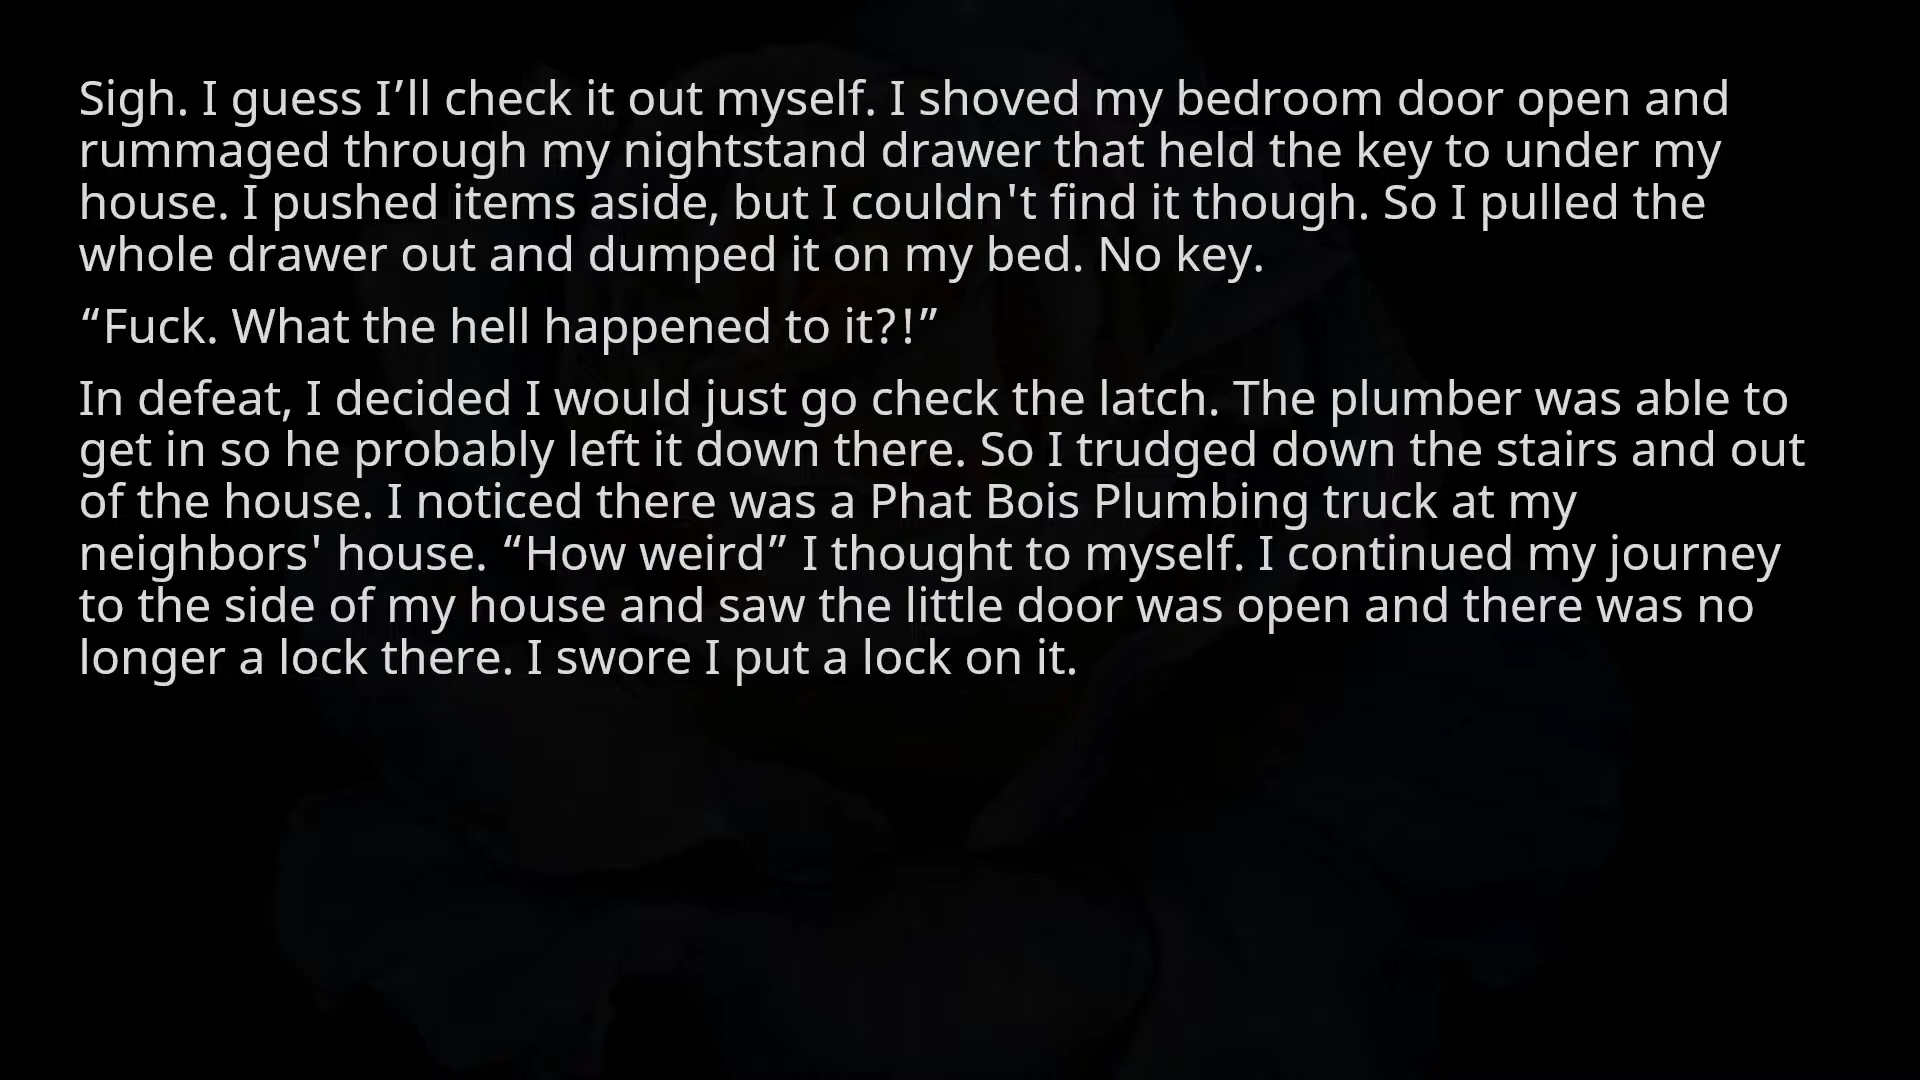 Sigh. I guess I’ll check it out myself. I shoved my bedroom door open and
rummaged through my nightstand drawer that held the key to under my
house. I pushed items aside, but I couldn't find it though. So I pulled the
whole drawer out and dumped it on my bed. No key.
“Fuck. What the hell happened to it?!”
In defeat, I decided I would just go check the latch. The plumber was able to
get in so he probably left it down there. So I trudged down the stairs and out
of the house. I noticed there was a Phat Bois Plumbing truck at my
neighbors' house. “How weird” I thought to myself. I continued my journey
to the side of my house and saw the little door was open and there was no
longer a lock there. I swore I put a lock on it.